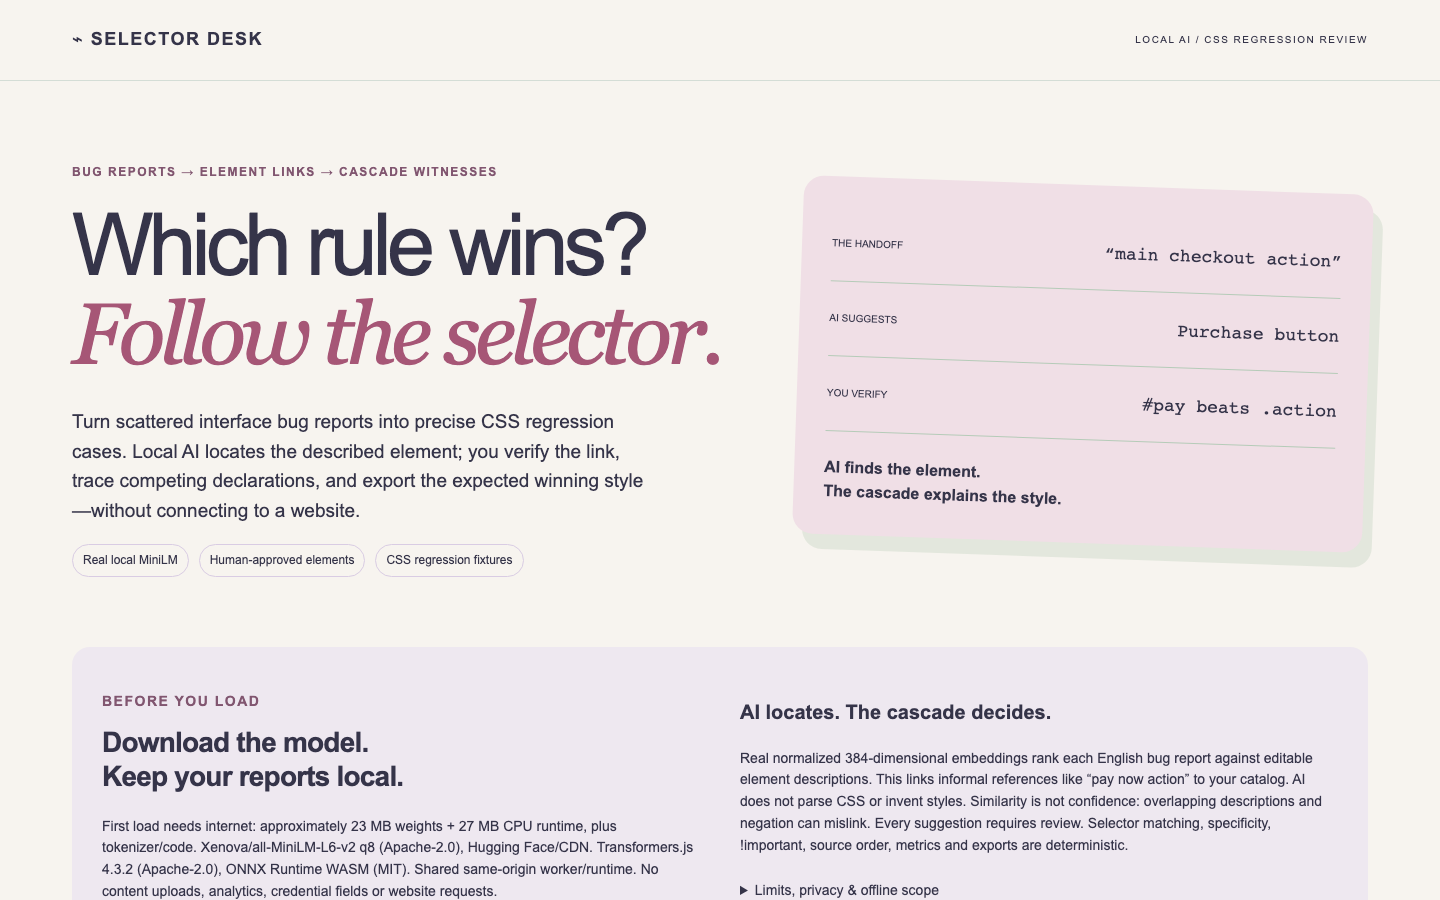 ⌁ SELECTOR DESK
LOCAL AI / CSS REGRESSION REVIEW
BUG REPORTS → ELEMENT LINKS → CASCADE WITNESSES
Which rule wins?
Follow the selector.
Turn scattered interface bug reports into precise CSS regression
cases. Local AI locates the described element; you verify the link,
trace competing declarations, and export the expected winning style
—without connecting to a website.
Real local MiniLM
Human-approved elements
CSS regression fixtures
THE HANDOFF
“main checkout action”
AI SUGGESTS
Purchase button
YOU VERIFY
#pay beats .action
AI finds the element.
The cascade explains the style.
BEFORE YOU LOAD
Download the model.
Keep your reports local.
First load needs internet: approximately 23 MB weights + 27 MB CPU runtime, plus
tokenizer/code. Xenova/all-MiniLM-L6-v2 q8 (Apache-2.0), Hugging Face/CDN. Transformers.js
4.3.2 (Apache-2.0), ONNX Runtime WASM (MIT). Shared same-origin worker/runtime. No
content uploads, analytics, credential fields or website requests.
AI locates. The cascade decides.
Real normalized 384-dimensional embeddings rank each English bug report against editable
element descriptions. This links informal references like “pay now action” to your catalog. AI
does not parse CSS or invent styles. Similarity is not confidence: overlapping descriptions and
negation can mislink. Every suggestion requires review. Selector matching, specificity,
!important, source order, metrics and exports are deterministic.
▶ Limits, privacy & offline scope